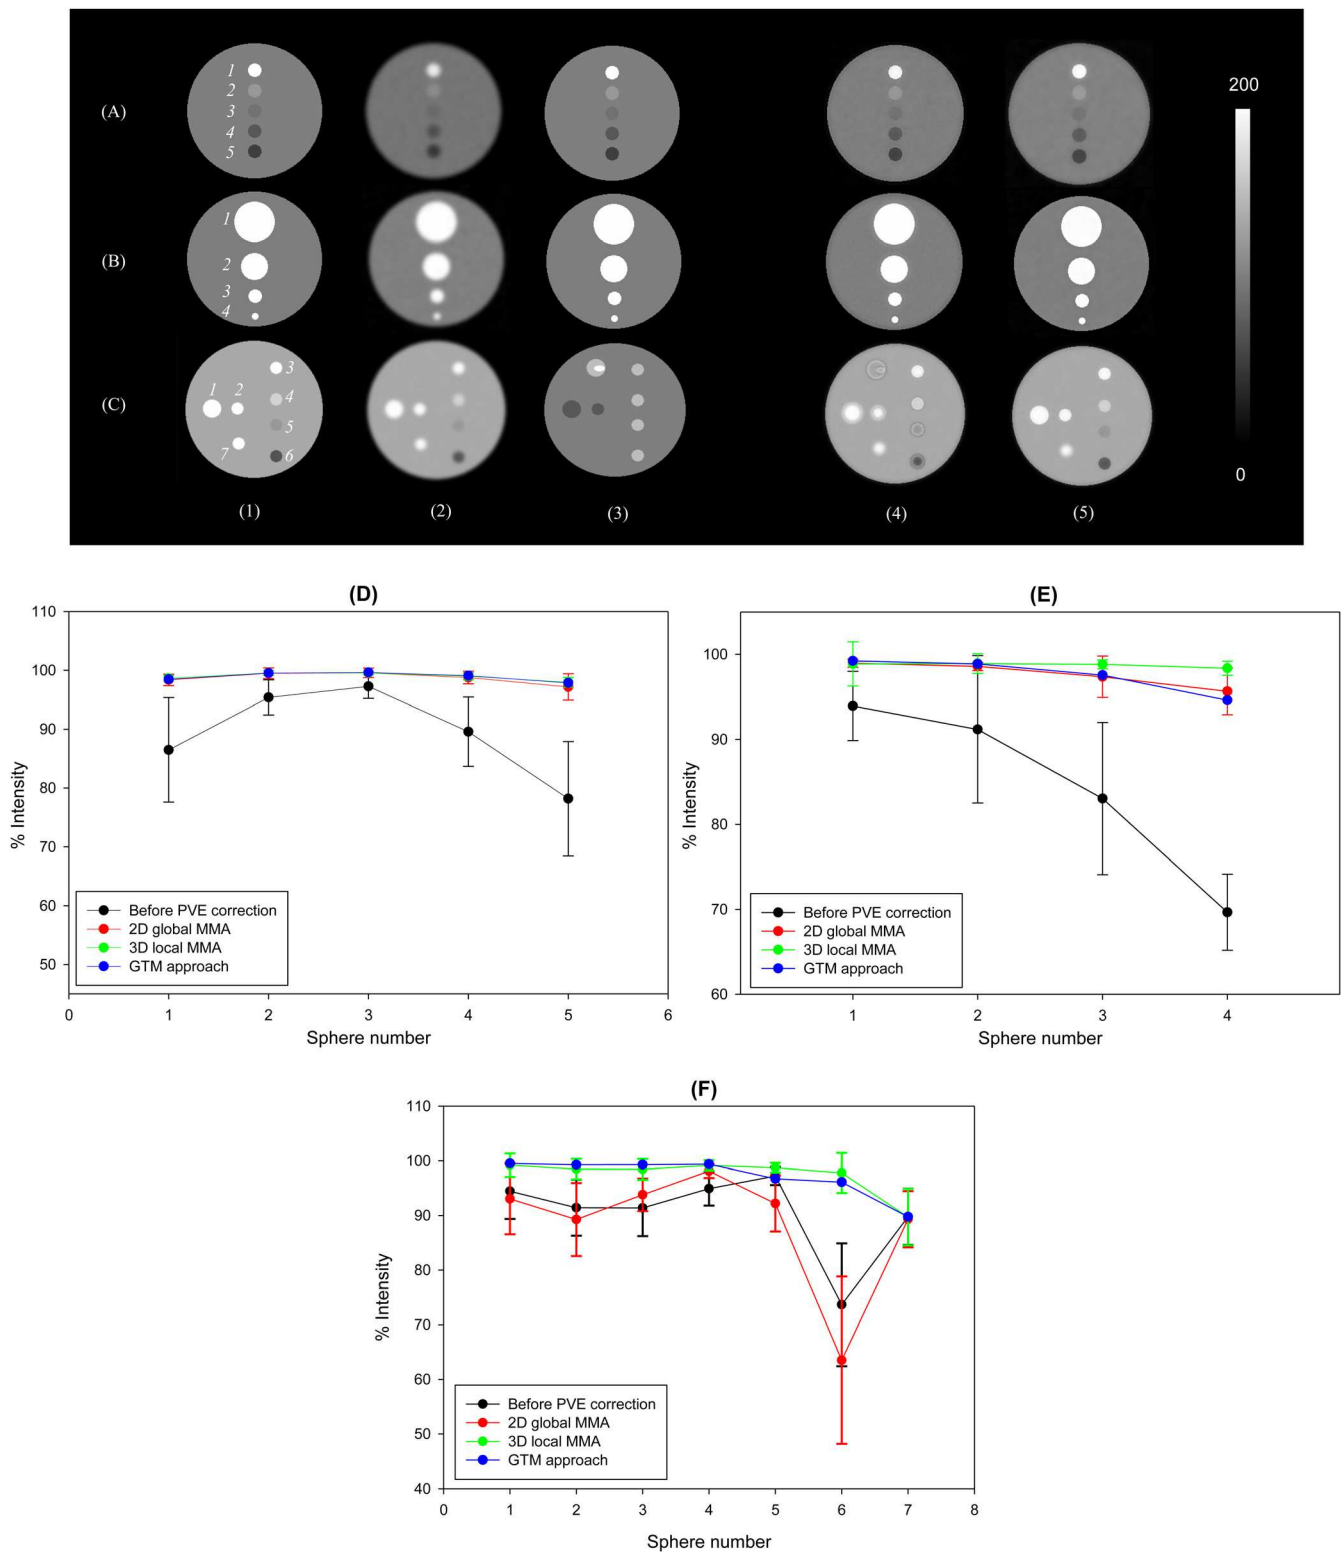 200
1
2
3
4
5
(A)
1
2
3
4
(B)
1
2
3
4
5
6
7
(C)
0
(1)
(2)
(3)
(4)
(5)
(D)
110
100
90
80
70
60
50
% Intensity
Before PVE correction
2D global MMA
3D local MMA
GTM approach
0
1
2
3
4
5
6
Sphere number
(E)
100
90
80
70
60
% Intensity
Before PVE correction
2D global MMA
3D local MMA
GTM approach
1
2
3
4
Sphere number
(F)
110
100
90
80
70
60
50
40
% Intensity
Before PVE correction
2D global MMA
3D local MMA
GTM approach
0
1
2
3
4
5
6
7
8
Sphere number